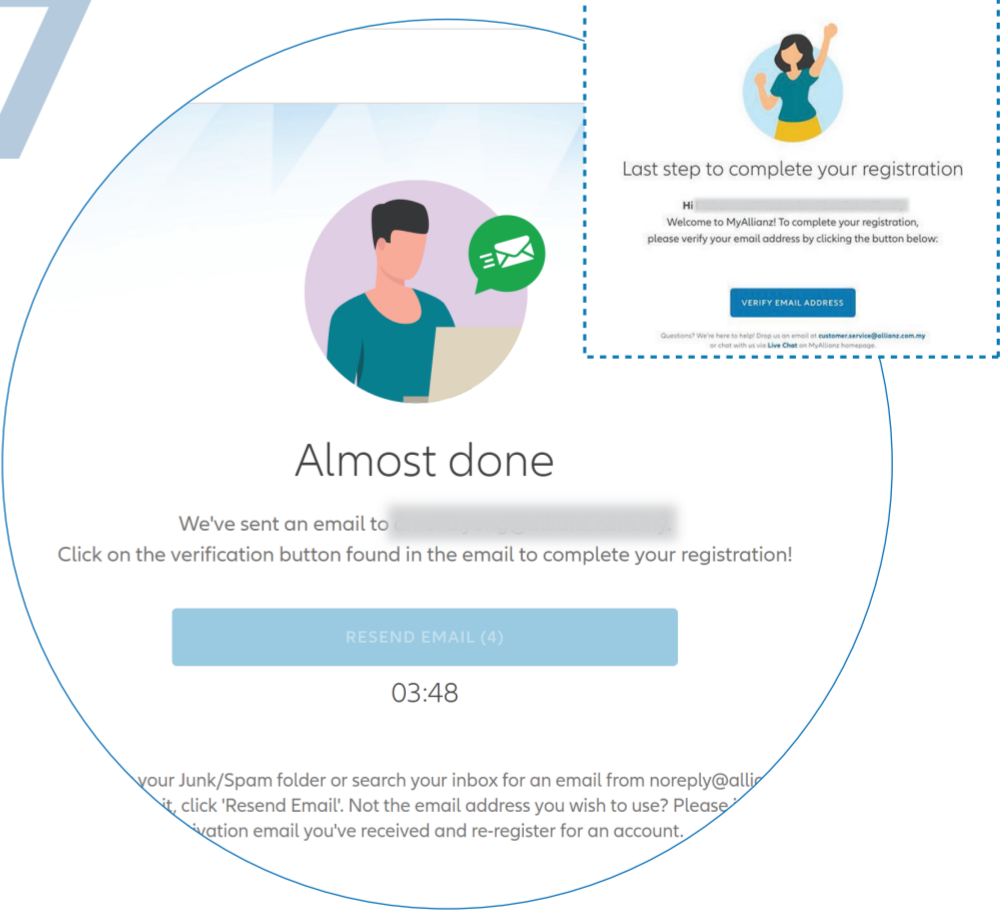 7
Last step to complete your registration
Hi
Welcome to MyAllianz! To complete your registration,
please verify your email address by clicking the button below:
VERIFY EMAIL ADDRESS
Questions? We're here to help! Drop us an email at customer.service@allianz.com.my
or chat with us via Live Chat on MyAllianz homepage.
Almost done
We've sent an email to
Click on the verification button found in the email to complete your registration!
RESEND EMAIL (4)
03:48
your Junk/Spam folder or search your inbox for an email from noreply@alli
it, click 'Resend Email'. Not the email address you wish to use? Please
vation email you've received and re-register for an account.